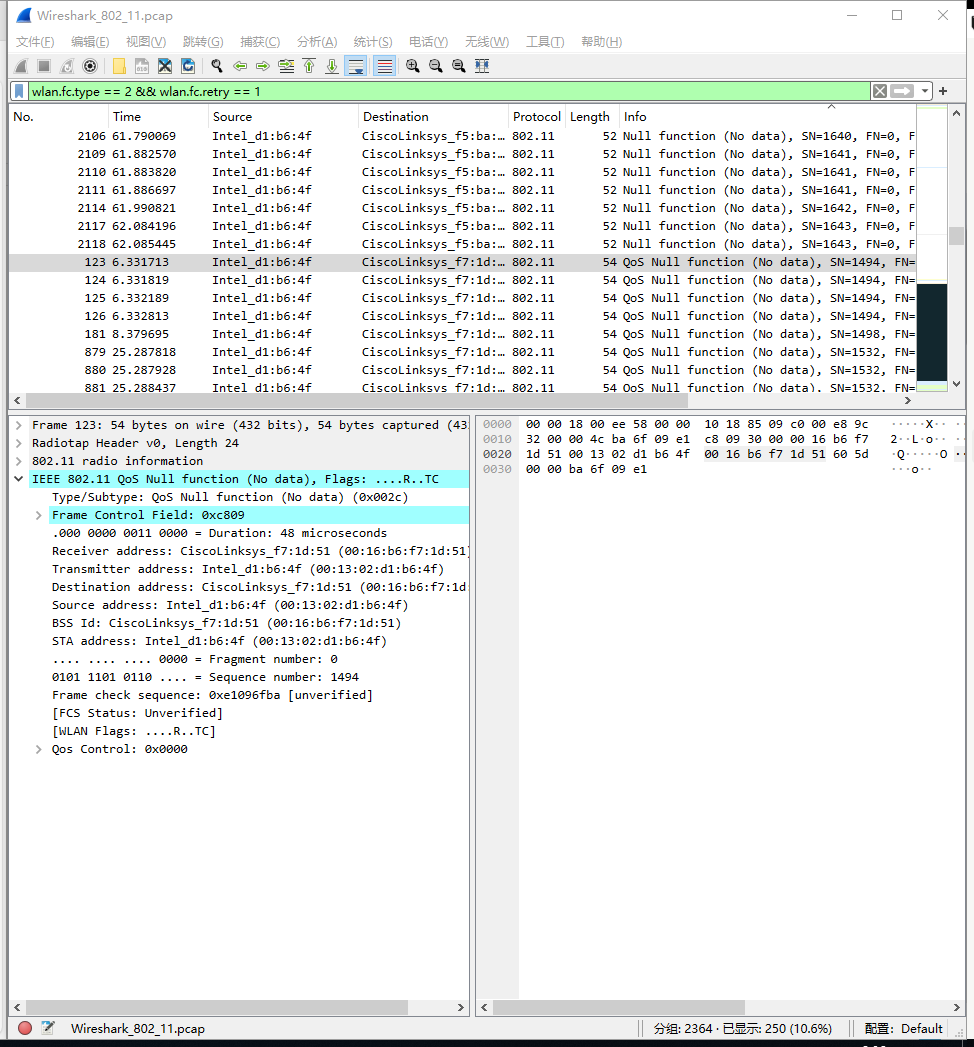 Wireshark_802_11.pcap
文件(F) 编辑(E) 视图(V) 跳转(G) 捕获(C) 分析(A) 统计(S) 电话(Y) 无线(W) 工具(T) 帮助(H)
wlan.fc.type == 2 && wlan.fc.retry == 1
No. Time Source Destination Protocol Length Info
2106 61.790069 Intel_d1:b6:4f CiscoLinksys_f5:ba:… 802.11 52 Null function (No data), SN=1640, FN=0, F
2109 61.882570 Intel_d1:b6:4f CiscoLinksys_f5:ba:… 802.11 52 Null function (No data), SN=1641, FN=0, F
2110 61.883820 Intel_d1:b6:4f CiscoLinksys_f5:ba:… 802.11 52 Null function (No data), SN=1641, FN=0, F
2111 61.886697 Intel_d1:b6:4f CiscoLinksys_f5:ba:… 802.11 52 Null function (No data), SN=1641, FN=0, F
2114 61.990821 Intel_d1:b6:4f CiscoLinksys_f5:ba:… 802.11 52 Null function (No data), SN=1642, FN=0, F
2117 62.084196 Intel_d1:b6:4f CiscoLinksys_f5:ba:… 802.11 52 Null function (No data), SN=1643, FN=0, F
2118 62.085445 Intel_d1:b6:4f CiscoLinksys_f5:ba:… 802.11 52 Null function (No data), SN=1643, FN=0, F
123 6.331713 Intel_d1:b6:4f CiscoLinksys_f7:1d:… 802.11 54 QoS Null function (No data), SN=1494, FN=
124 6.331819 Intel_d1:b6:4f CiscoLinksys_f7:1d:… 802.11 54 QoS Null function (No data), SN=1494, FN=
125 6.332189 Intel_d1:b6:4f CiscoLinksys_f7:1d:… 802.11 54 QoS Null function (No data), SN=1494, FN=
126 6.332813 Intel_d1:b6:4f CiscoLinksys_f7:1d:… 802.11 54 QoS Null function (No data), SN=1494, FN=
181 8.379695 Intel_d1:b6:4f CiscoLinksys_f7:1d:… 802.11 54 QoS Null function (No data), SN=1498, FN=
879 25.287818 Intel_d1:b6:4f CiscoLinksys_f7:1d:… 802.11 54 QoS Null function (No data), SN=1532, FN=
880 25.287928 Intel_d1:b6:4f CiscoLinksys_f7:1d:… 802.11 54 QoS Null function (No data), SN=1532, FN=
881 25.288437 Intel_d1:b6:4f CiscoLinksys_f7:1d:… 802.11 54 QoS Null function (No data), SN=1532, FN=
Frame 123: 54 bytes on wire (432 bits), 54 bytes captured (43
Radiotap Header v0, Length 24
802.11 radio information
IEEE 802.11 QoS Null function (No data), Flags: ....R..TC
Type/Subtype: QoS Null function (No data) (0x002c)
Frame Control Field: 0xc809
.000 0000 0011 0000 = Duration: 48 microseconds
Receiver address: CiscoLinksys_f7:1d:51 (00:16:b6:f7:1d:51)
Transmitter address: Intel_d1:b6:4f (00:13:02:d1:b6:4f)
Destination address: CiscoLinksys_f7:1d:51 (00:16:b6:f7:1d:
Source address: Intel_d1:b6:4f (00:13:02:d1:b6:4f)
BSS Id: CiscoLinksys_f7:1d:51 (00:16:b6:f7:1d:51)
STA address: Intel_d1:b6:4f (00:13:02:d1:b6:4f)
.... .... .... 0000 = Fragment number: 0
0101 1101 0110 .... = Sequence number: 1494
Frame check sequence: 0xe1096fba [unverified]
[FCS Status: Unverified]
[WLAN Flags: ....R..TC]
Qos Control: 0x0000
0000 00 00 18 00 ee 58 00 00 10 18 85 09 c0 00 e8 9c ·····X··
0010 32 00 00 4c ba 6f 09 e1 c8 09 30 00 00 16 b6 f7 2··L·o··
0020 1d 51 00 13 02 d1 b6 4f 00 16 b6 f7 1d 51 60 5d ·Q·····O ··
0030 00 00 ba 6f 09 e1 ···o··
Wireshark_802_11.pcap 分组: 2364 · 已显示: 250 (10.6%) 配置: Default